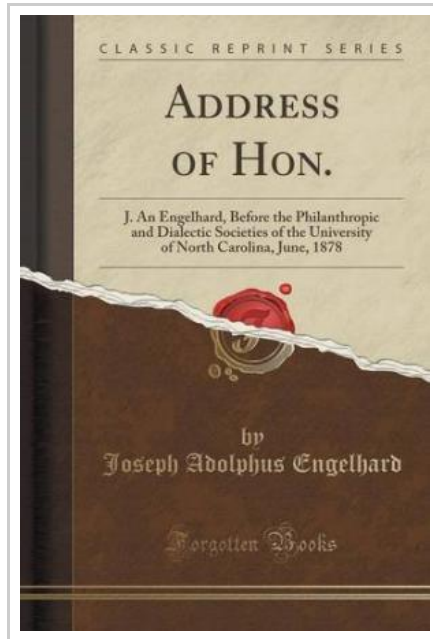 CLASSIC REPRINT SERIES
ADDRESS
OF HON.
J. An Engelhard, Before the Philanthropic
and Dialectic Societies of the University
of North Carolina, June, 1878
by
Joseph Adolphus Engelhard
Forgotten Books